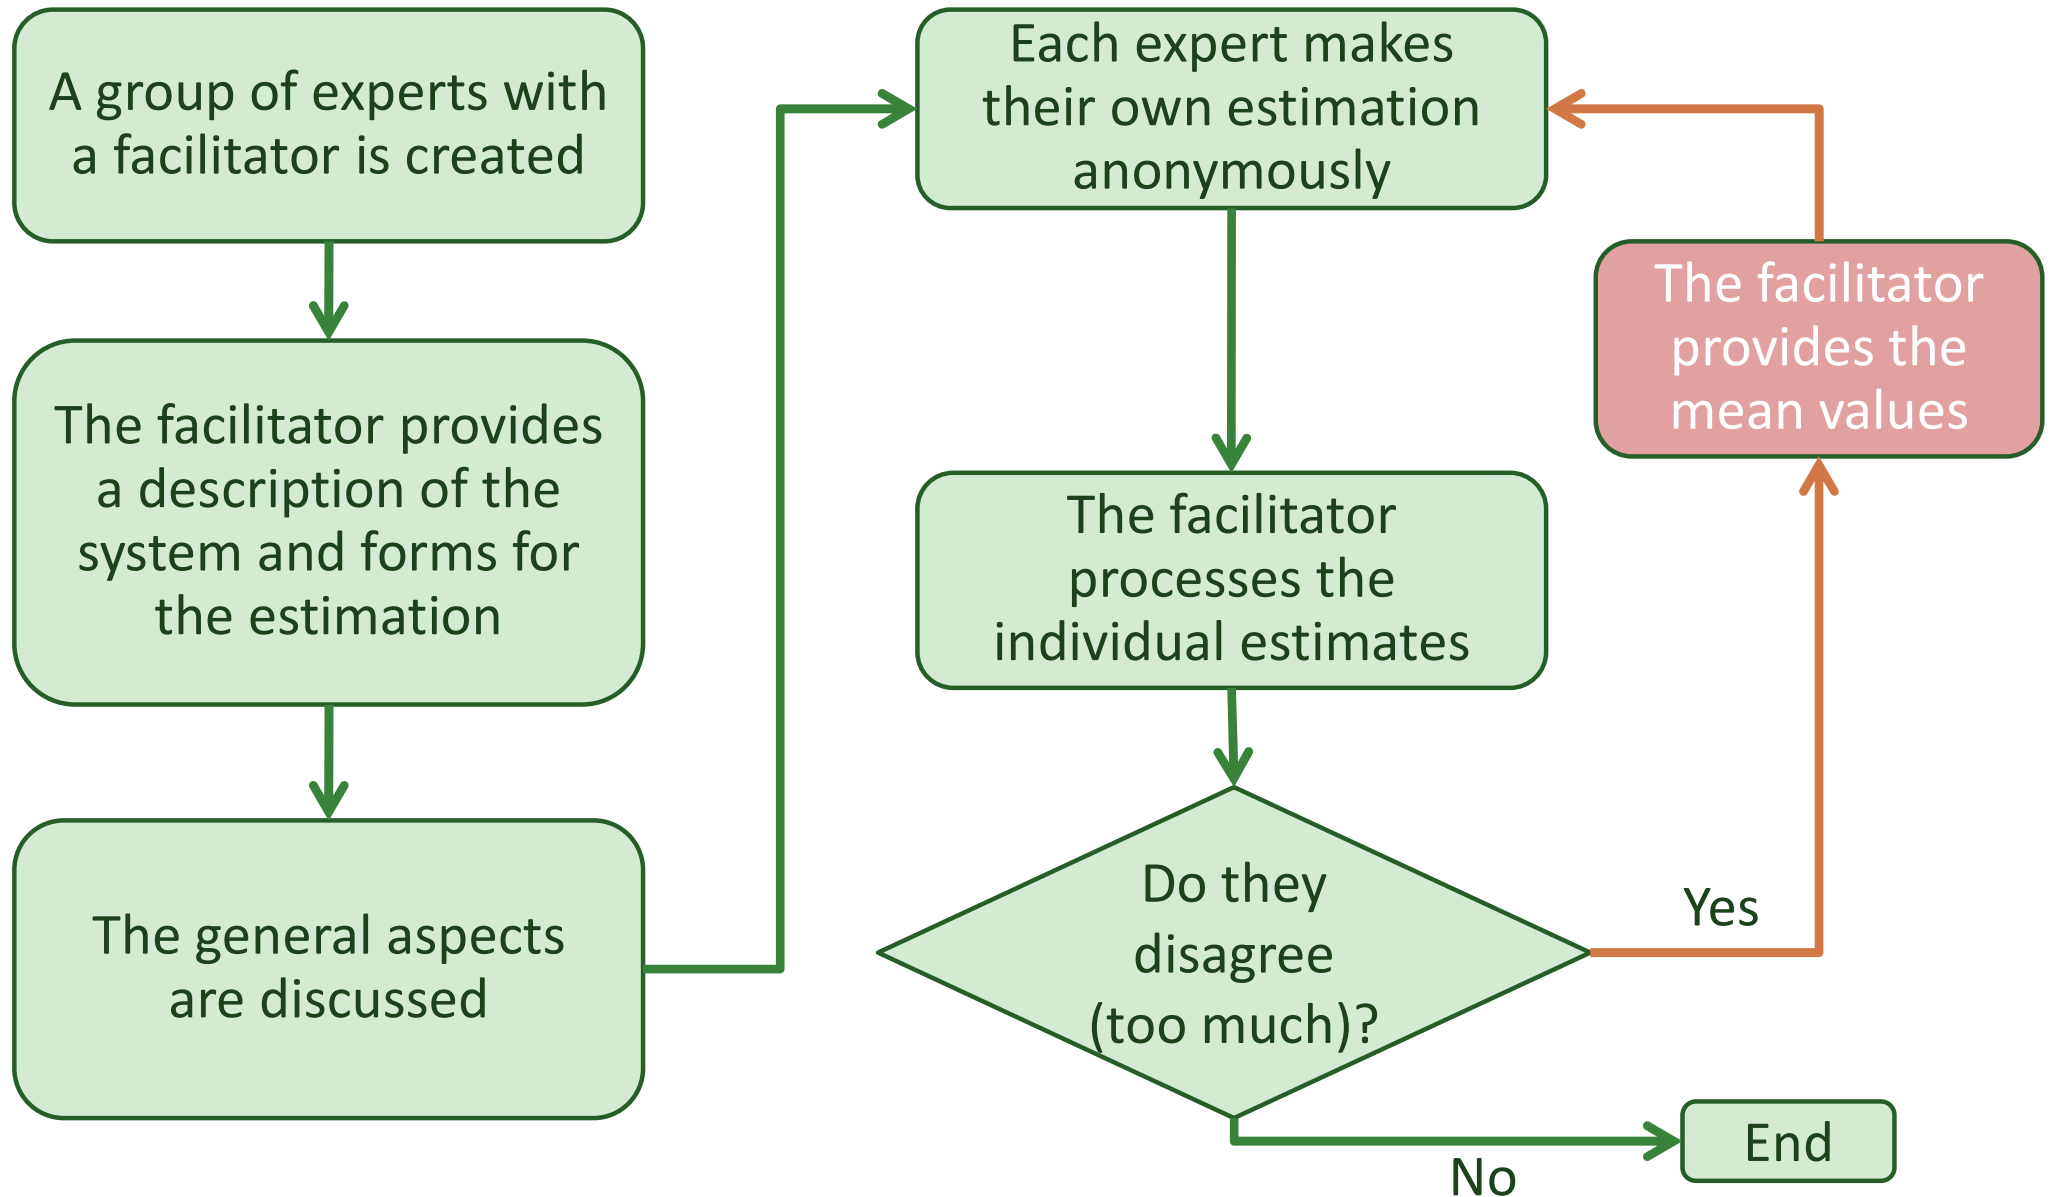 A group of experts with
a facilitator is created
The facilitator provides
a description of the
system and forms for
the estimation
The general aspects
are discussed
Each expert makes
their own estimation
anonymously
The facilitator
processes the
individual estimates
Do they
disagree
(too much)?
Yes
The facilitator
provides the
mean values
No
End